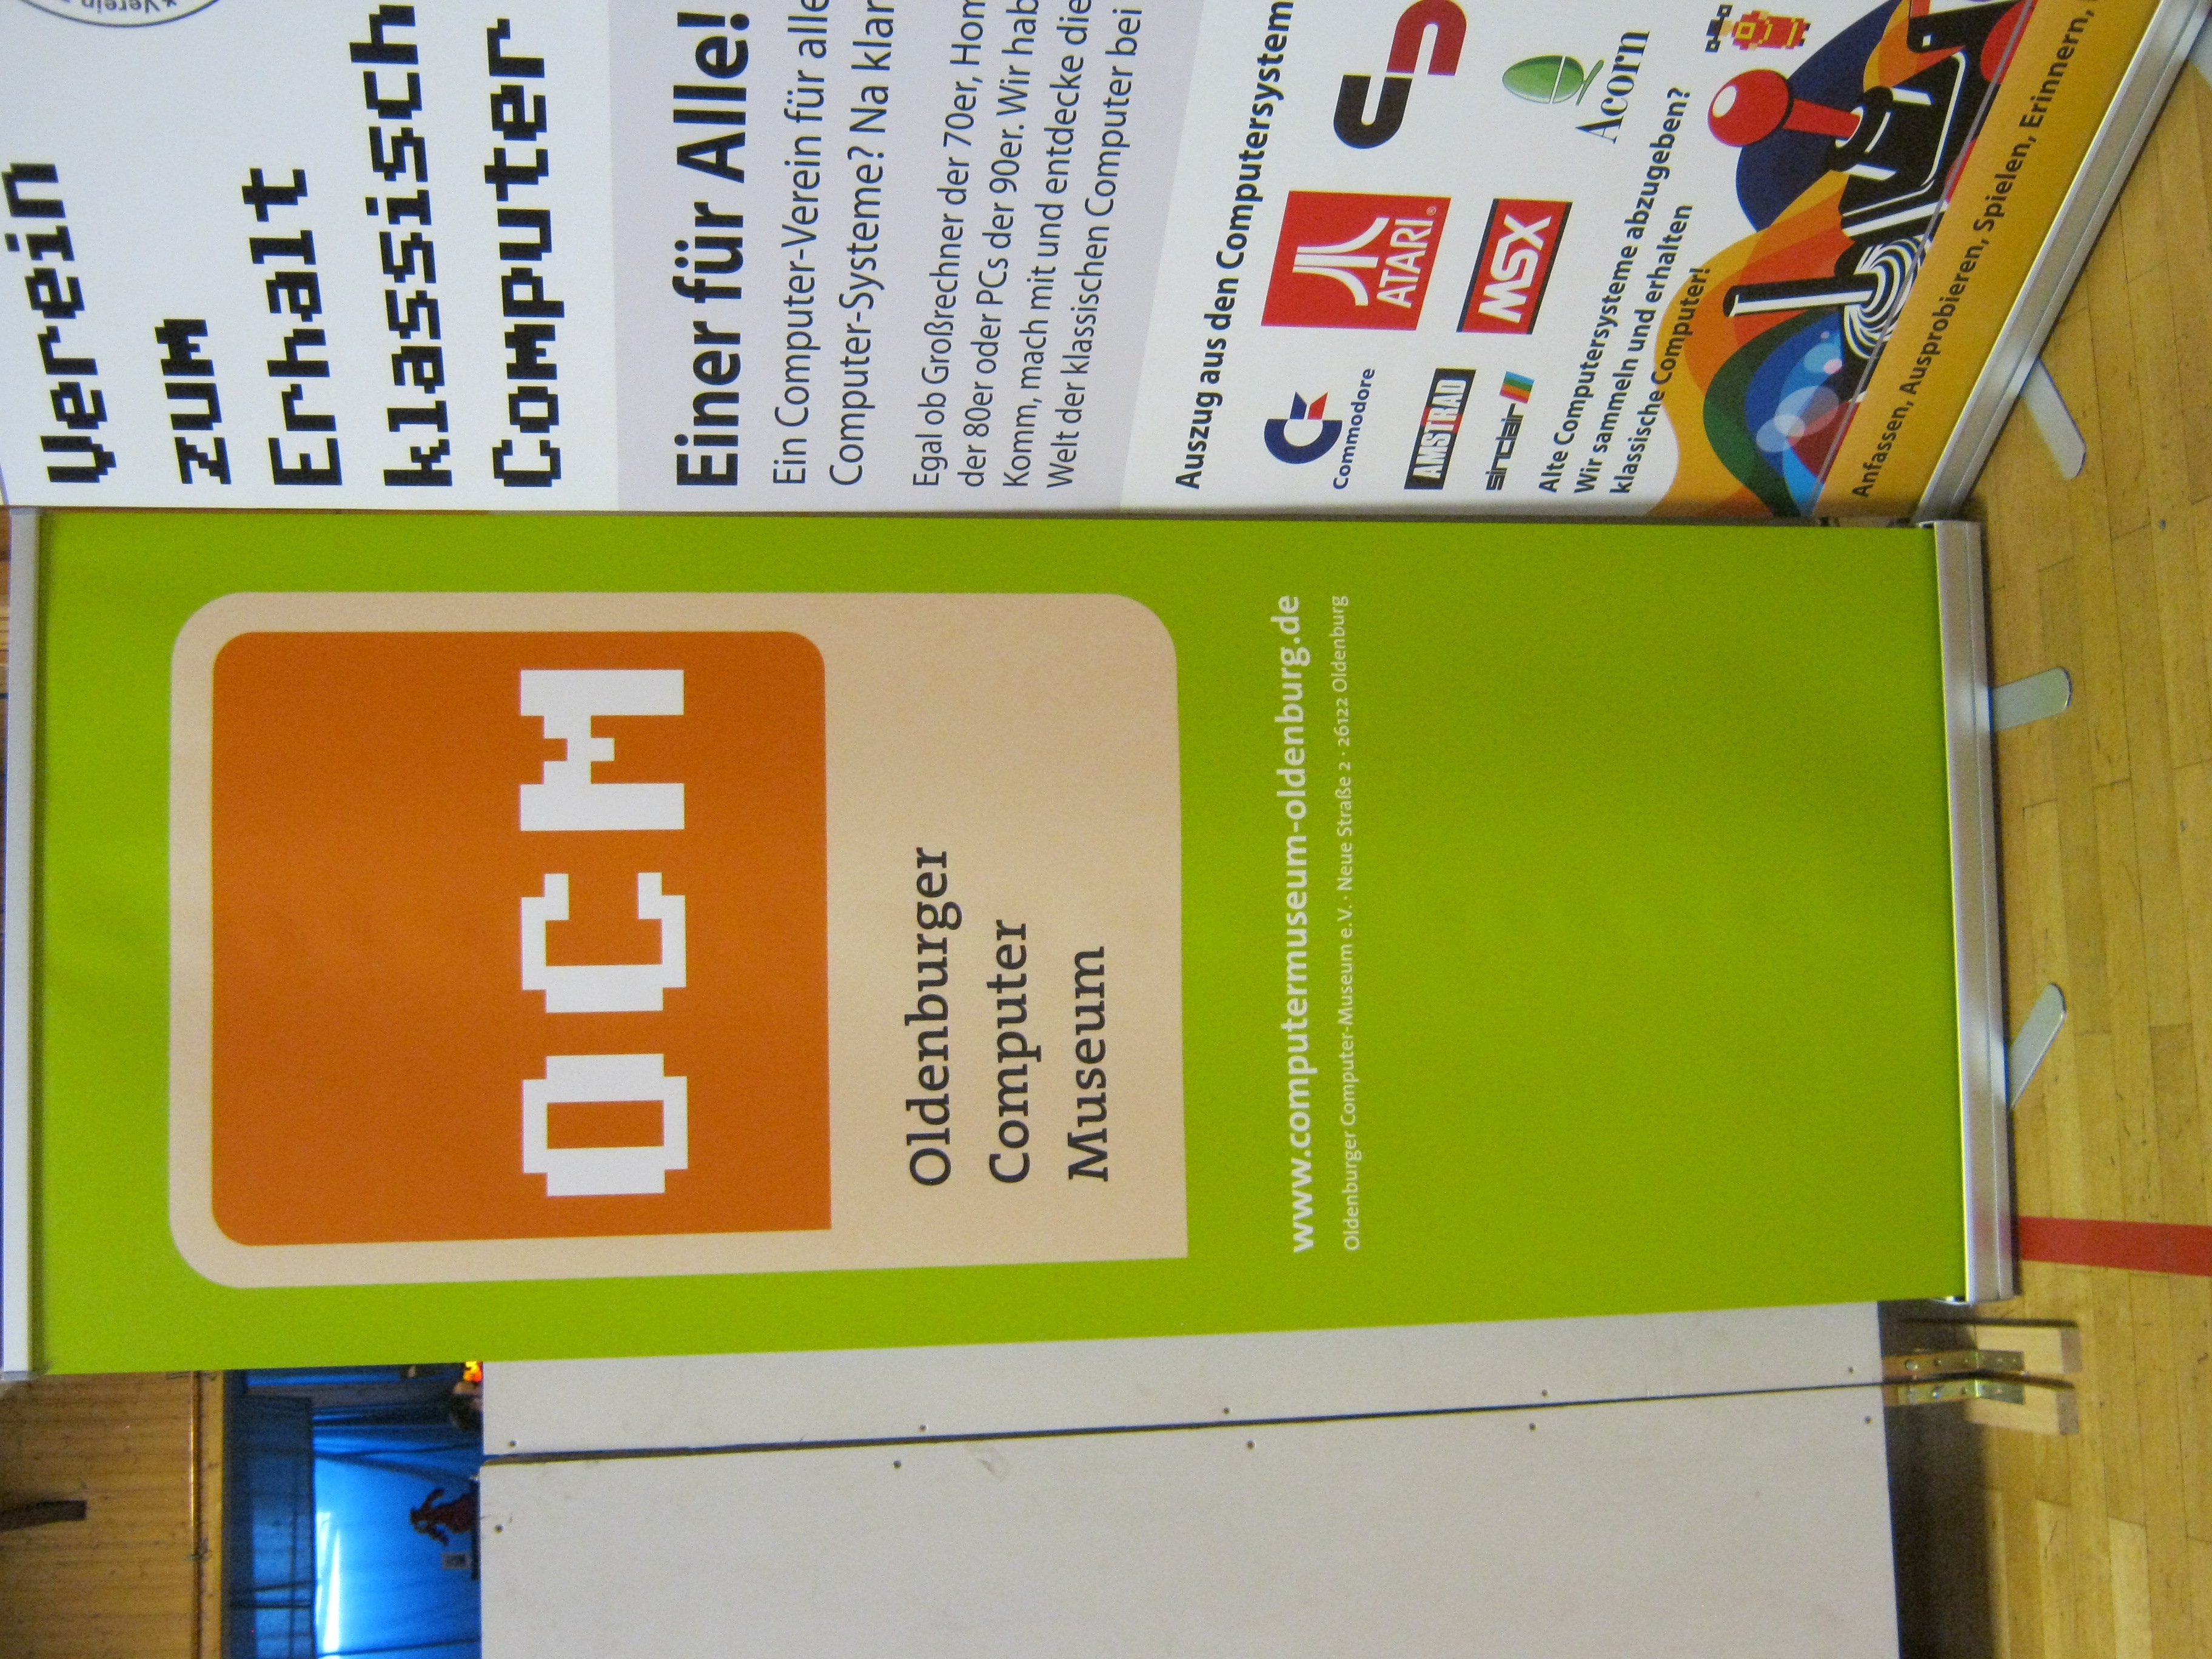 OCM
Oldenburger
Computer
Museum
www.computermuseum-oldenburg.de
Oldenburger Computer-Museum e.V. · Neue Straße 2 · 26122 Oldenburg
*Verein
Verein
zum
Erhalt
klassisch
Computer
Einer für Alle!
Ein Computer-Verein für alle
Computer-Systeme? Na klar
Egal ob Großrechner der 70er, Hom
der 80er oder PCs der 90er. Wir hab
Komm, mach mit und entdecke die
Welt der klassischen Computer bei
Auszug aus den Computersystem
Commodore
ATARI®
AMSTRAD
MSX
sinclair
Acorn
Alte Computersysteme abzugeben?
Wir sammeln und erhalten
klassische Computer!
Anfassen, Ausprobieren, Spielen, Erinnern,